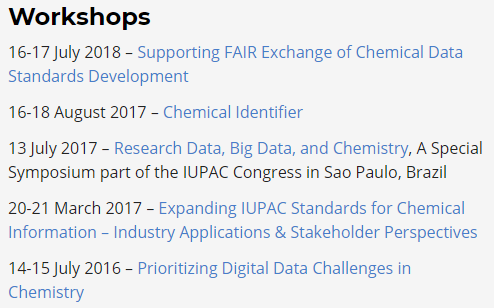 Workshops
16-17 July 2018 – Supporting FAIR Exchange of Chemical Data
Standards Development
16-18 August 2017 – Chemical Identifier
13 July 2017 – Research Data, Big Data, and Chemistry, A Special
Symposium part of the IUPAC Congress in Sao Paulo, Brazil
20-21 March 2017 – Expanding IUPAC Standards for Chemical
Information – Industry Applications & Stakeholder Perspectives
14-15 July 2016 – Prioritizing Digital Data Challenges in
Chemistry